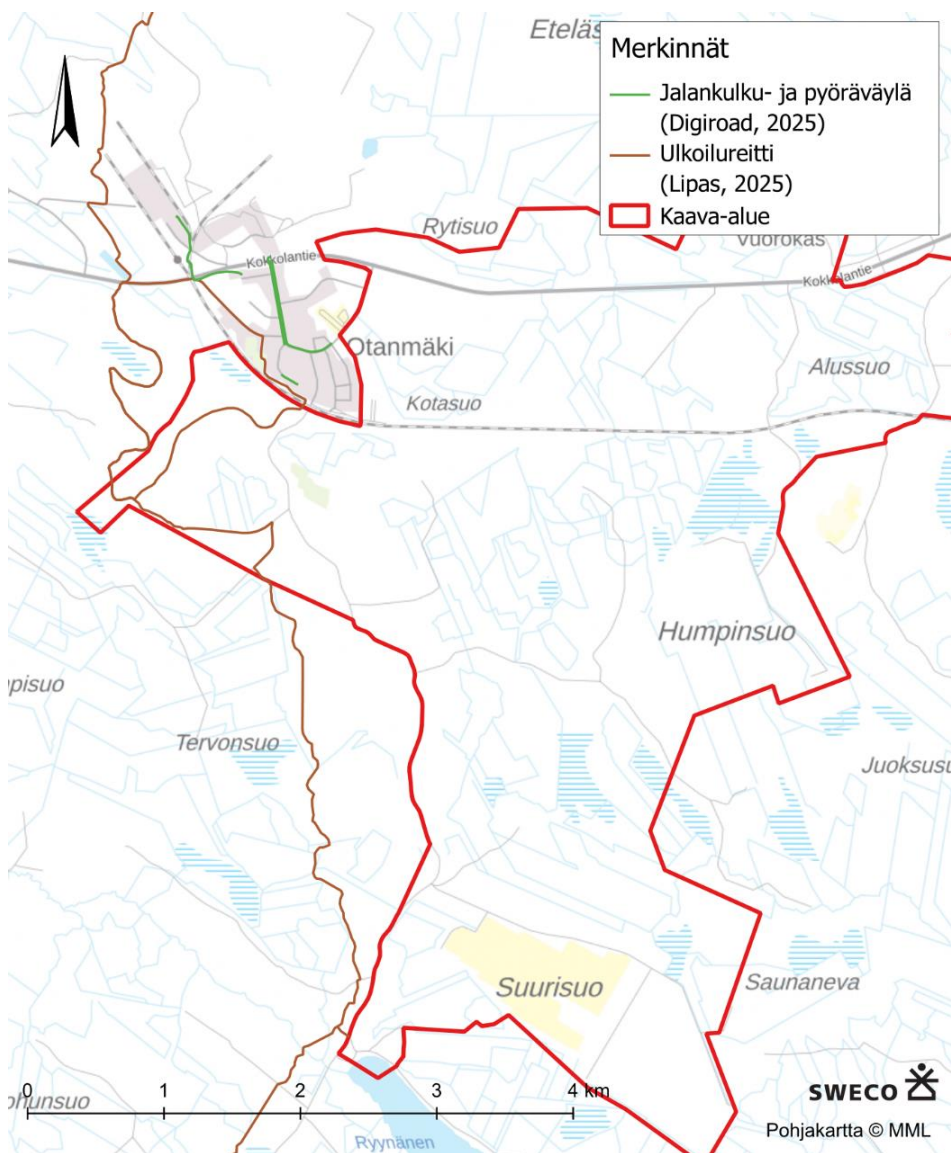 Eteläs
Merkinnät
Jalankulku- ja pyöräväylä
(Digiroad, 2025)
Ulkoilureitti
(Lipas, 2025)
Kaava-alue
Rytisuo
Vuorokas
Kokkolantie
Kokkolantie
Otanmäki
Alussuo
Kotasuo
Humpinsuo
pisuo
Tervonsuo
Juoksusu
Suurisuo
Saunaneva
0 1 2 3 4 km
ohunsuo
SWECO
Ryynänen
Pohjakartta © MML